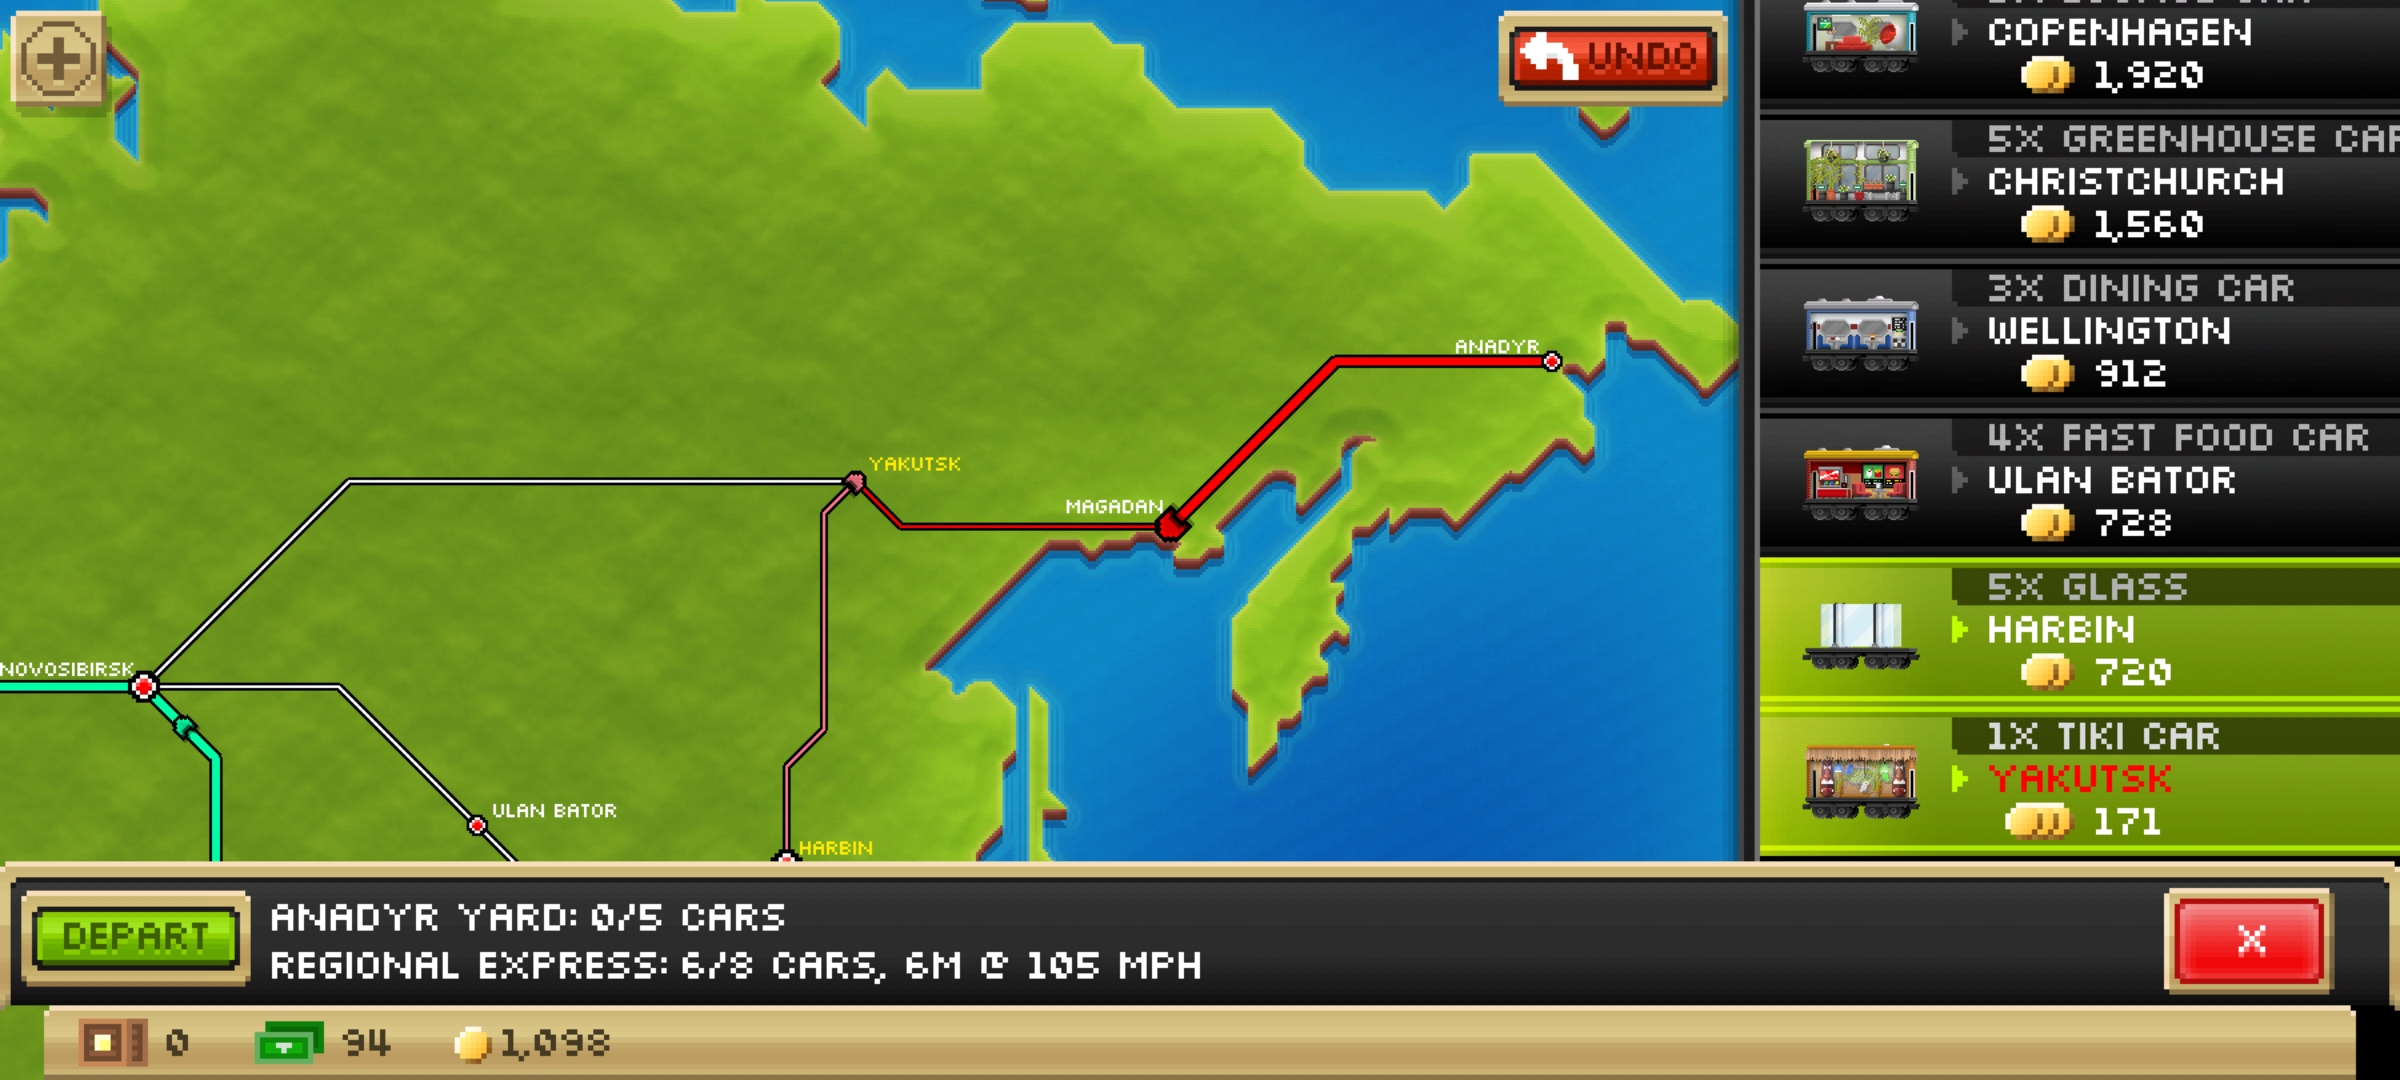 UNDO
COPENHAGEN
1,920
5X GREENHOUSE CAR
CHRISTCHURCH
1,560
3X DINING CAR
WELLINGTON
912
4X FAST FOOD CAR
ULAN BATOR
728
5X GLASS
HARBIN
720
1X TIKI CAR
YAKUTSK
171
ANADYR
YAKUTSK
MAGADAN
NOVOSIBIRSK
ULAN BATOR
HARBIN
DEPART
ANADYR YARD: 0/5 CARS
REGIONAL EXPRESS: 6/8 CARS, 6M @ 105 MPH
X
0
94
1,098